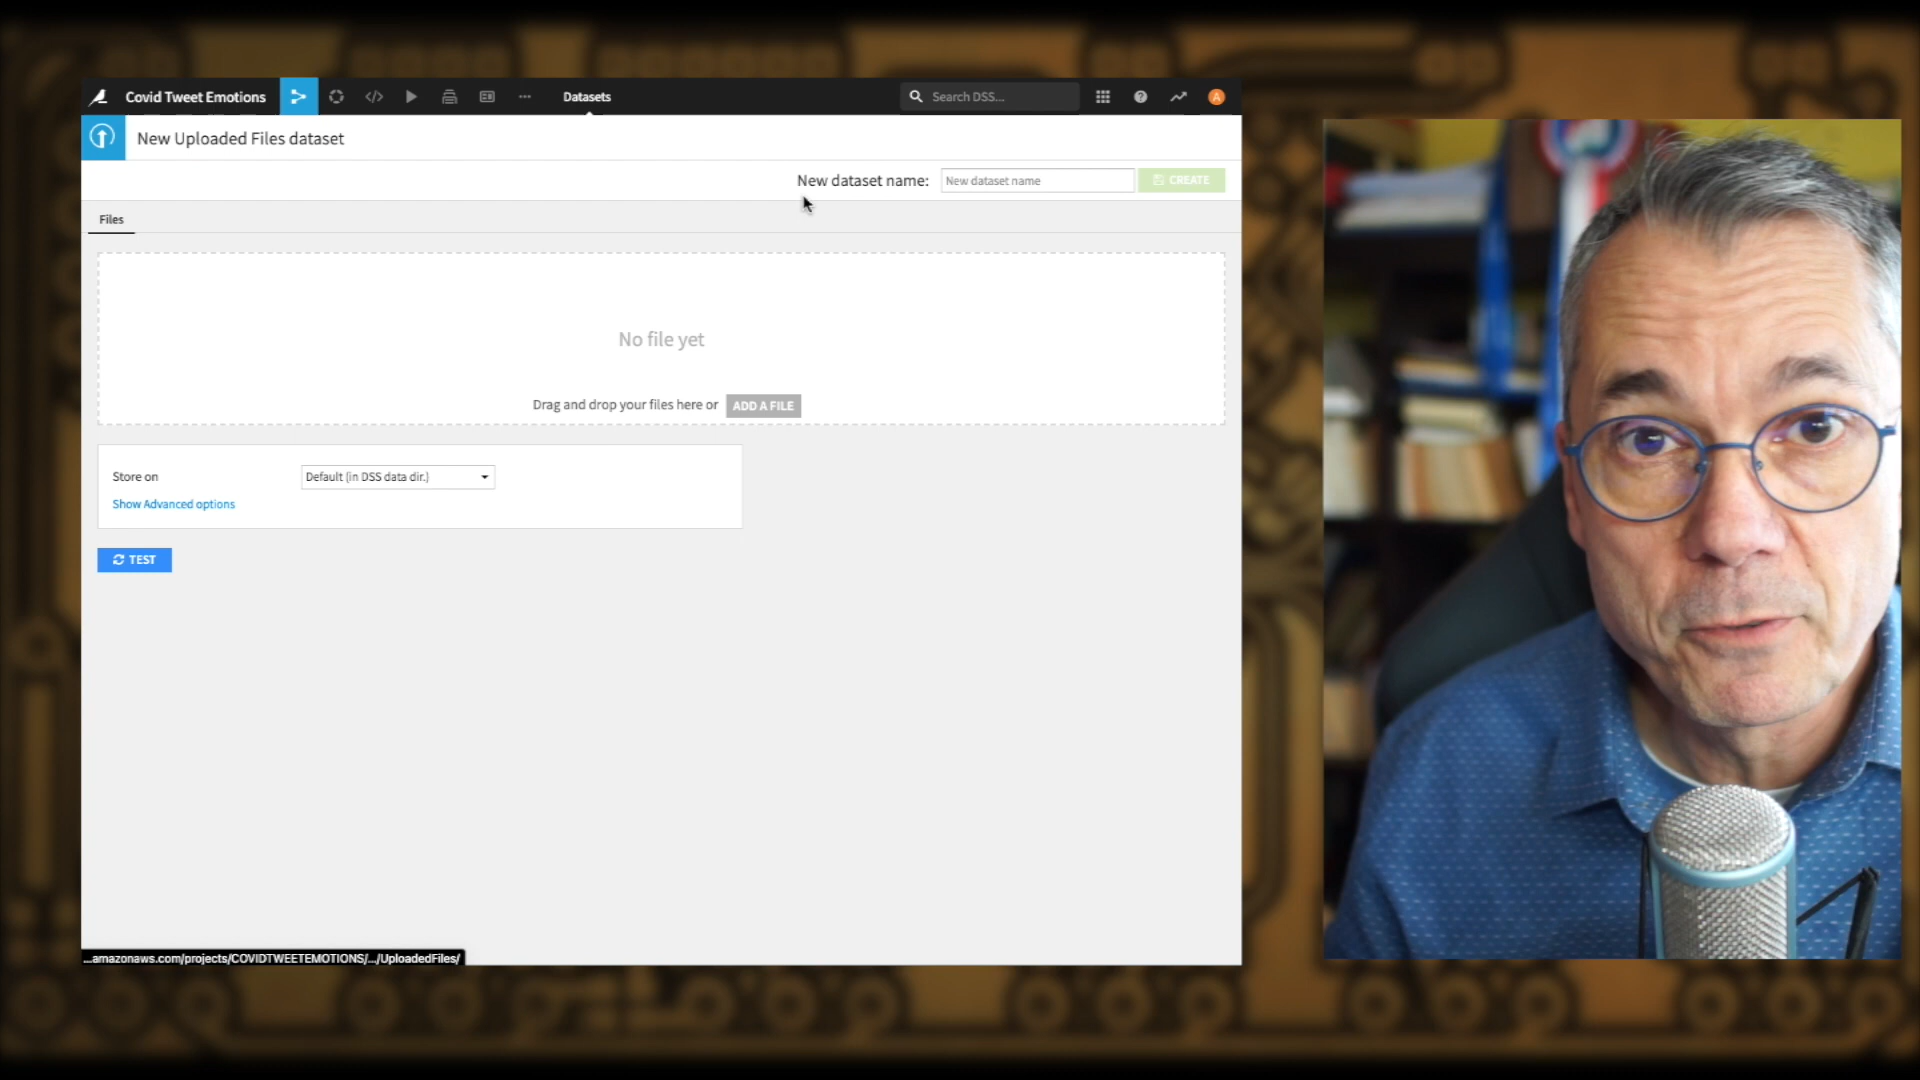 Covid Tweet Emotions
Datasets
Search DSS...
A
New Uploaded Files dataset
New dataset name: New dataset name CREATE
Files
No file yet
Drag and drop your files here or ADD A FILE
Store on Default (in DSS data dir.)
Show Advanced options
TEST
...amazonaws.com/projects/COVIDTWEETEMOTIONS/.../UploadedFiles/